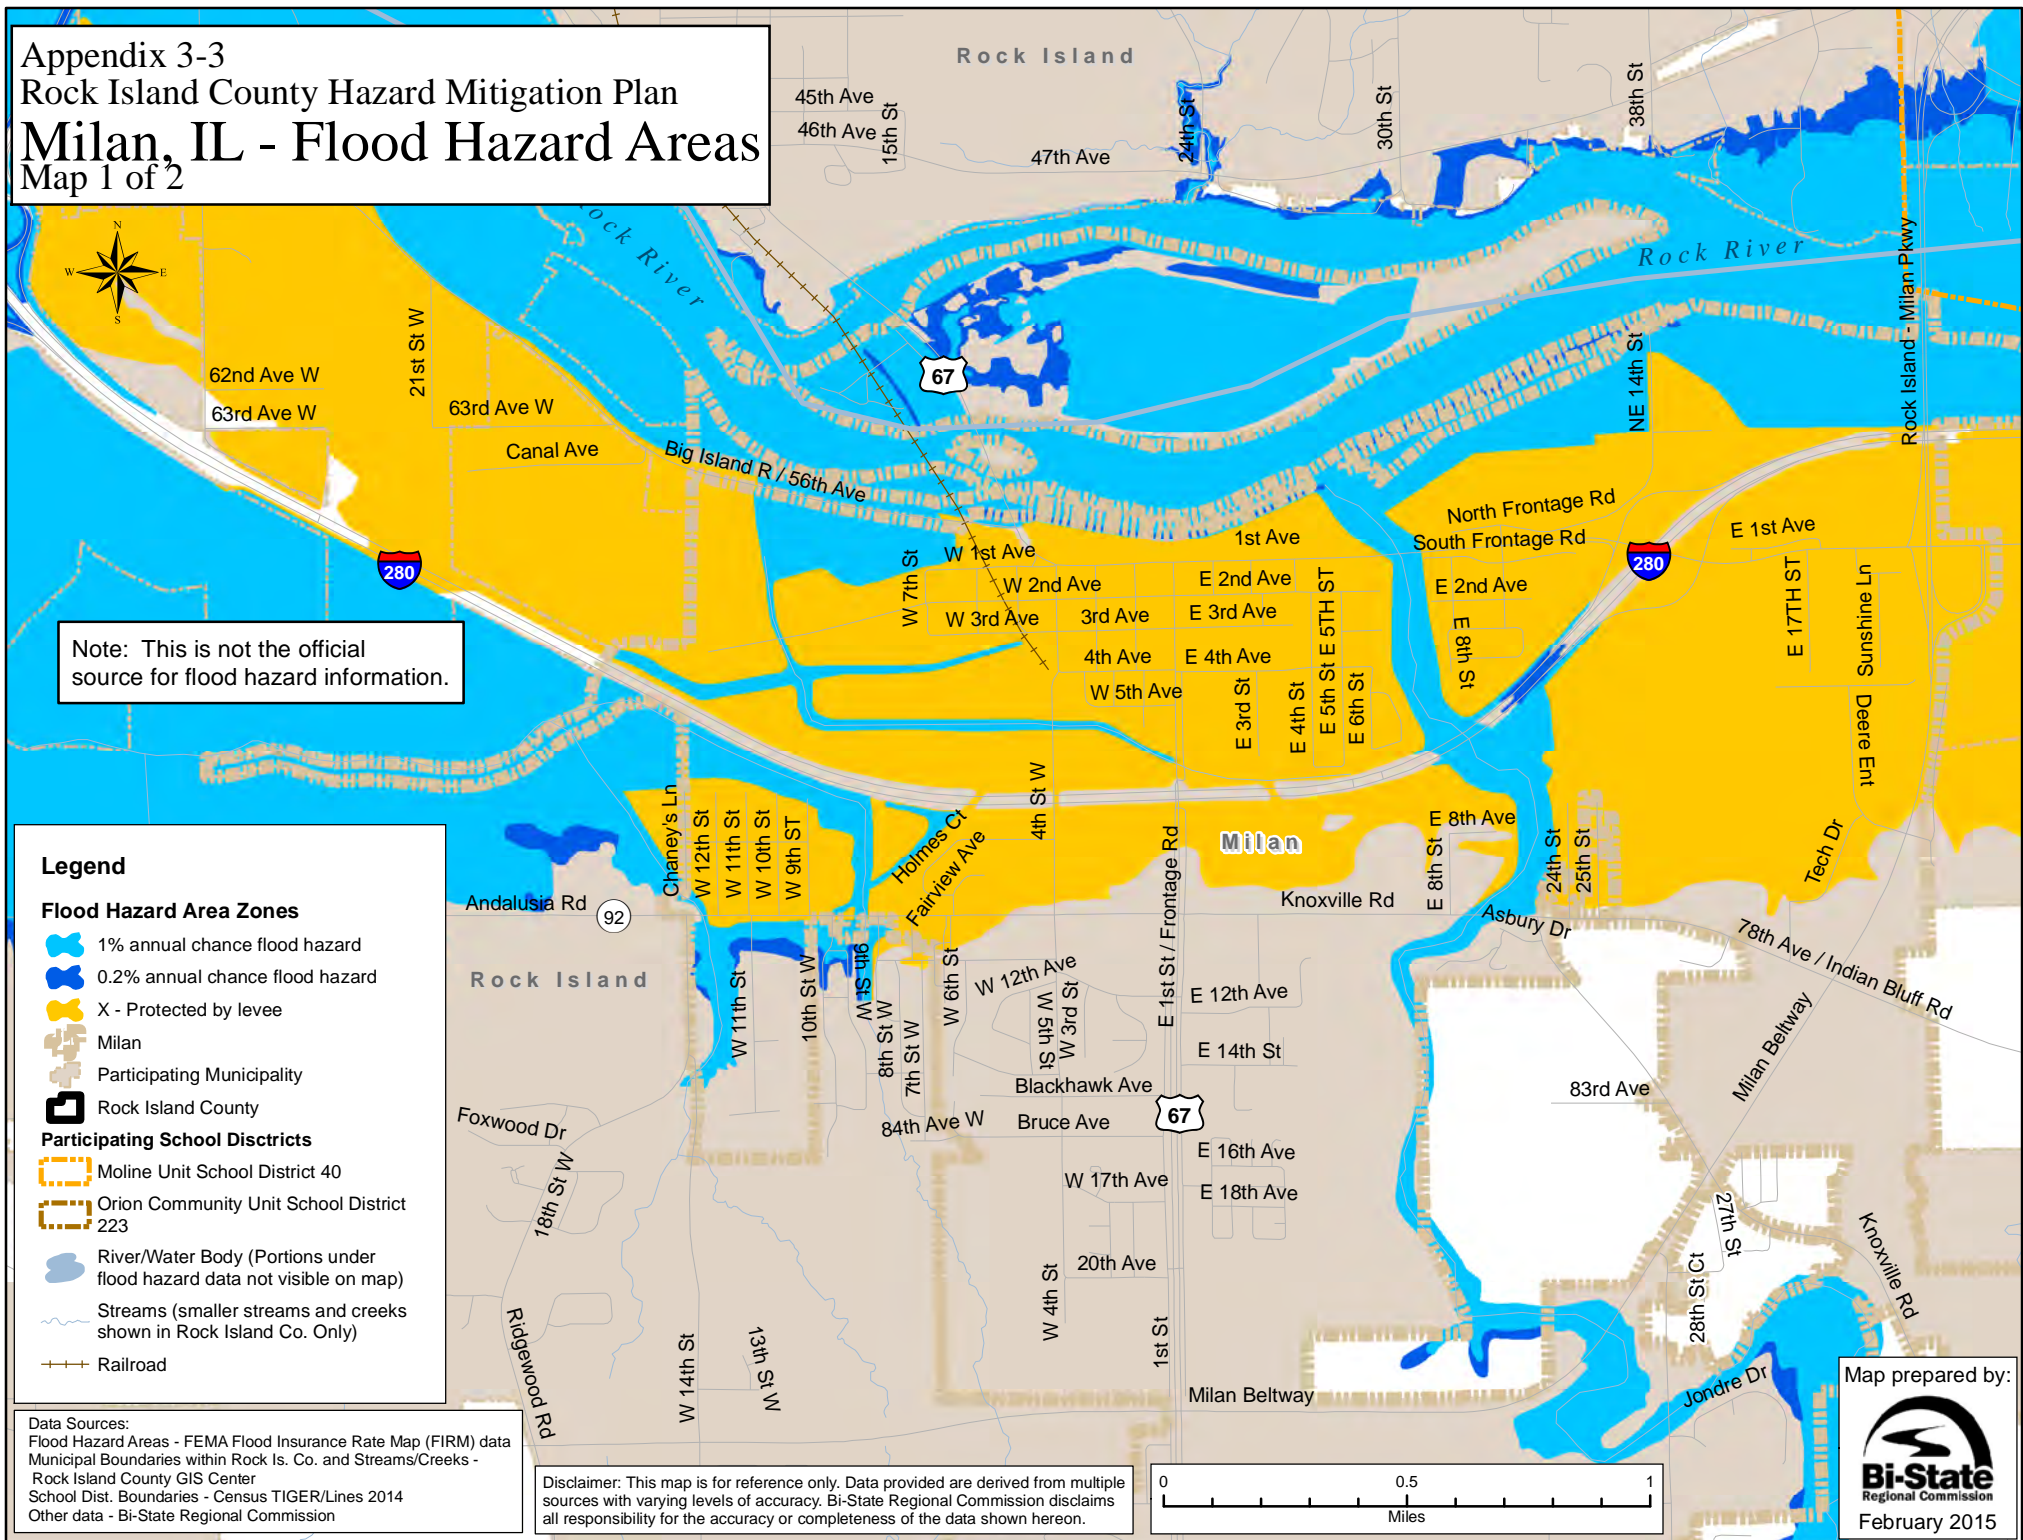 Appendix 3-3
Rock Island County Hazard Mitigation Plan
Milan, IL - Flood Hazard Areas
Map 1 of 2
Rock Island
45th Ave
46th Ave
15th St
47th Ave
24th St
30th St
38th St
N
W
E
S
Rock River
Rock River
Rock Island - Milan Pkwy
21st St W
62nd Ave W
63rd Ave W
63rd Ave W
Canal Ave
Big Island R / 56th Ave
67
NE 14th St
280
North Frontage Rd
South Frontage Rd
280
E 1st Ave
1st Ave
W 1st Ave
W 7th St
W 2nd Ave
E 2nd Ave
E 2nd Ave
W 3rd Ave
3rd Ave
E 3rd Ave
E 5TH ST
4th Ave
E 4th Ave
W 5th Ave
E 3rd St
E 4th St
E 5th St
E 6th St
E 8th St
E 17TH ST
Sunshine Ln
Deere Ent
Note: This is not the official
source for flood hazard information.
Chaney's Ln
W 12th St
W 11th St
W 10th St
W 9th ST
Holmes Ct
Fairview Ave
4th St W
E 1st St / Frontage Rd
Milan
E 8th Ave
E 8th St
24th St
25th St
Tech Dr
Andalusia Rd
92
Knoxville Rd
Asbury Dr
78th Ave / Indian Bluff Rd
Rock Island
W 11th St
10th St W
9th St W
8th St W
7th St W
W 6th St
W 12th Ave
W 5th St
W 3rd St
E 12th Ave
E 14th St
Milan Beltway
83rd Ave
Blackhawk Ave
67
Foxwood Dr
84th Ave W
Bruce Ave
E 16th Ave
18th St W
W 17th Ave
E 18th Ave
27th St
Knoxville Rd
20th Ave
W 4th St
28th St Ct
Ridgewood Rd
W 14th St
13th St W
1st St
Milan Beltway
Jondre Dr
Legend
Flood Hazard Area Zones
1% annual chance flood hazard
0.2% annual chance flood hazard
X - Protected by levee
Milan
Participating Municipality
Rock Island County
Participating School Disctricts
Moline Unit School District 40
Orion Community Unit School District
223
River/Water Body (Portions under
flood hazard data not visible on map)
Streams (smaller streams and creeks
shown in Rock Island Co. Only)
Railroad
Data Sources:
Flood Hazard Areas - FEMA Flood Insurance Rate Map (FIRM) data
Municipal Boundaries within Rock Is. Co. and Streams/Creeks -
Rock Island County GIS Center
School Dist. Boundaries - Census TIGER/Lines 2014
Other data - Bi-State Regional Commission
Disclaimer: This map is for reference only. Data provided are derived from multiple
sources with varying levels of accuracy. Bi-State Regional Commission disclaims
all responsibility for the accuracy or completeness of the data shown hereon.
0 0.5 1
Miles
Map prepared by:
Bi-State
Regional Commission
February 2015